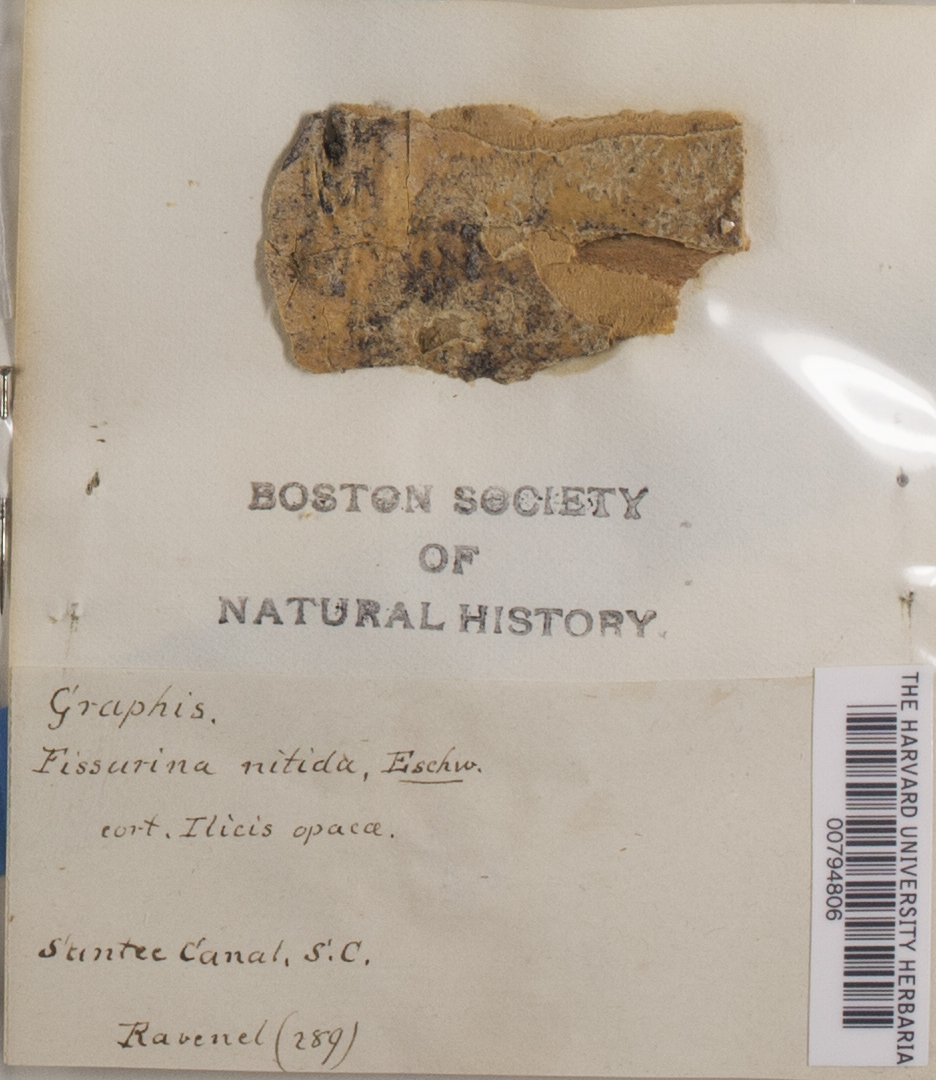 BOSTON SOCIETY
OF
NATURAL HISTORY.
Graphis.
Fissurina nitida, Eschw.
cort. Ilicis opacæ.
Santee Canal, S.C.
Ravenel (289)
THE HARVARD UNIVERSITY HERBARIA
00794806